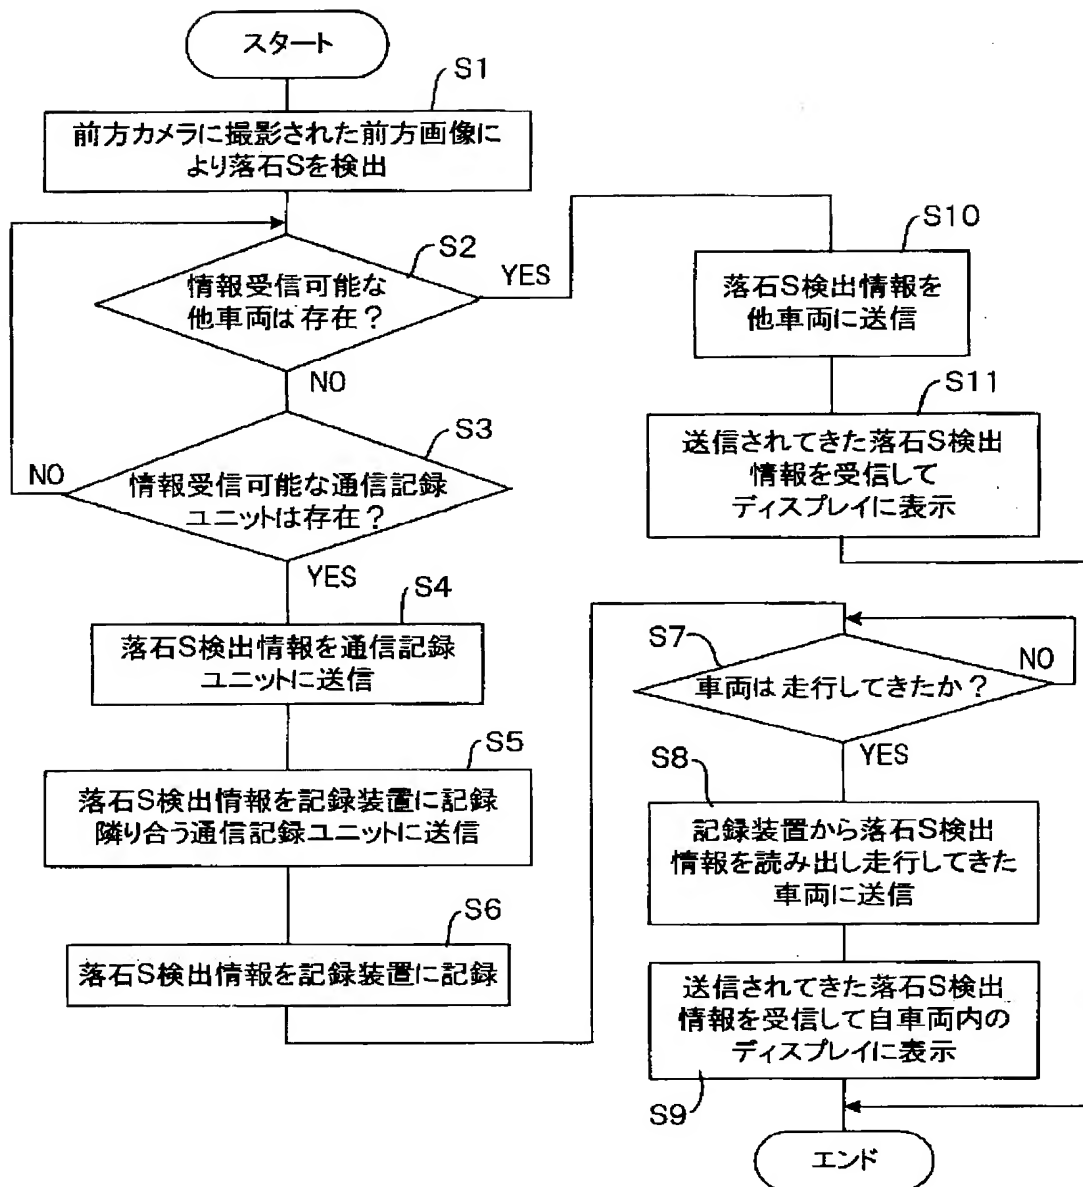 スタート
S1
前方カメラに撮影された前方画像に
より落石Sを検出
S2
情報受信可能な
他車両は存在？
YES
NO
S3
情報受信可能な通信記録
ユニットは存在？
NO
YES
S4
落石S検出情報を通信記録
ユニットに送信
S5
落石S検出情報を記録装置に記録
隣り合う通信記録ユニットに送信
S6
落石S検出情報を記録装置に記録
S10
落石S検出情報を
他車両に送信
S11
送信されてきた落石S検出
情報を受信して
ディスプレイに表示
S7
車両は走行してきたか？
NO
YES
S8
記録装置から落石S検出
情報を読み出し走行してきた
車両に送信
送信されてきた落石S検出
情報を受信して自車両内の
ディスプレイに表示
S9
エンド